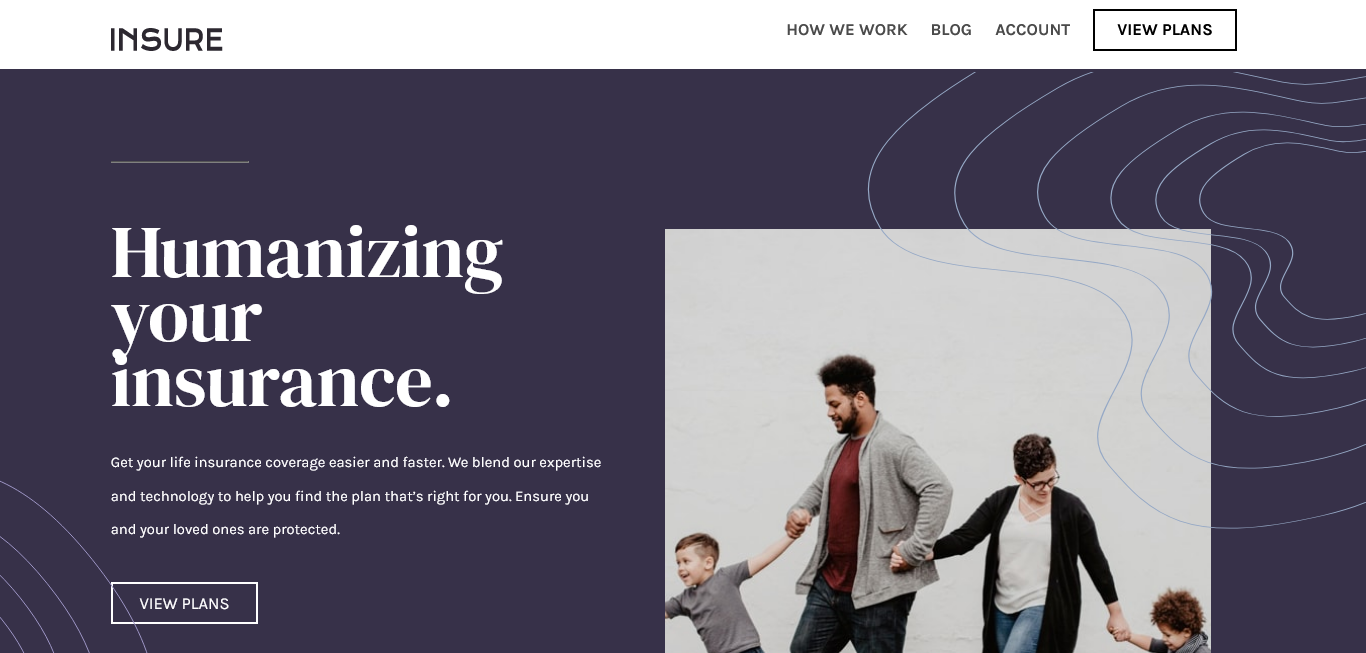 INSURE
HOW WE WORK
BLOG
ACCOUNT
VIEW PLANS
Humanizing
your
insurance.
Get your life insurance coverage easier and faster. We blend our expertise
and technology to help you find the plan that's right for you. Ensure you
and your loved ones are protected.
VIEW PLANS